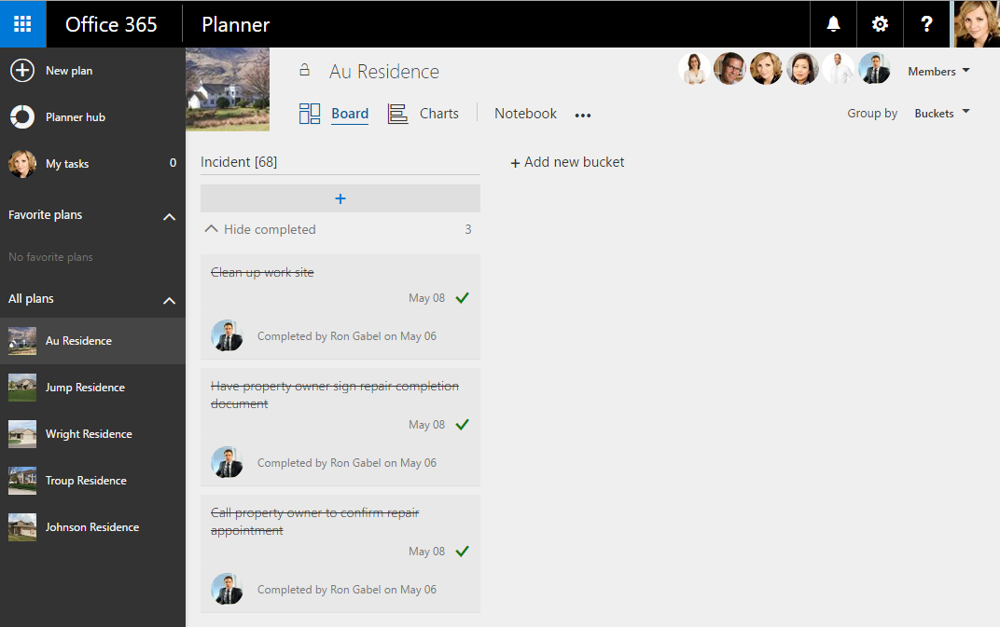 Office 365
Planner
?
New plan
Planner hub
My tasks 0
Favorite plans
No favorite plans
All plans
Au Residence
Jump Residence
Wright Residence
Troup Residence
Johnson Residence
Au Residence
Members
Board Charts Notebook •••
Group by Buckets
Incident [68]
+ Add new bucket
+
Hide completed 3
Clean up work site
May 08
Completed by Ron Gabel on May 06
Have property owner sign repair completion
document
May 08
Completed by Ron Gabel on May 06
Call property owner to confirm repair
appointment
May 08
Completed by Ron Gabel on May 06